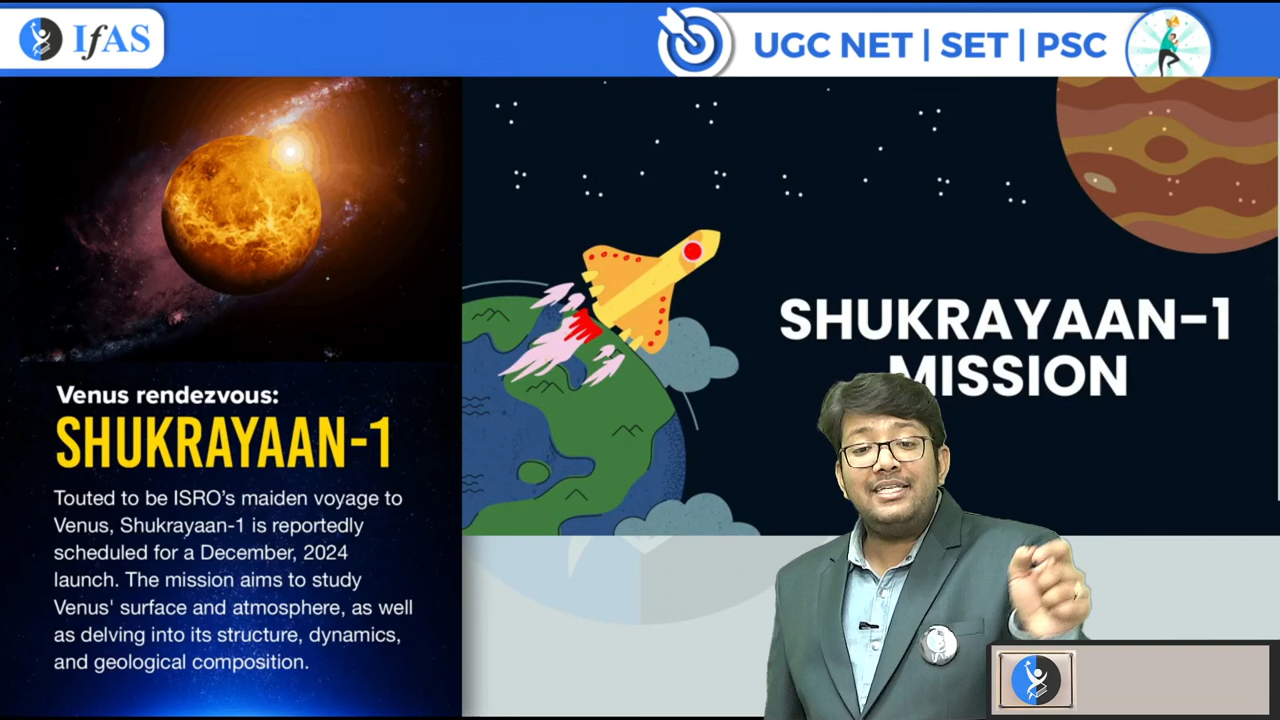 IfAS
UGC NET | SET | PSC
SHUKRAYAAN-1
MISSION
Venus rendezvous:
SHUKRAYAAN-1
Touted to be ISRO’s maiden voyage to
Venus, Shukrayaan-1 is reportedly
scheduled for a December, 2024
launch. The mission aims to study
Venus' surface and atmosphere, as well
as delving into its structure, dynamics,
and geological composition.